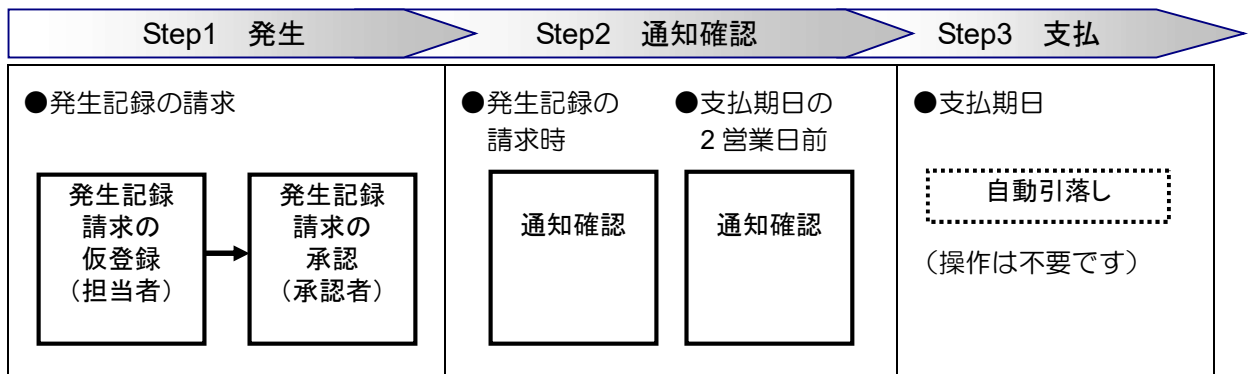 Step1 発生
Step2 通知確認
Step3 支払
●発生記録の請求
発生記録
請求の
仮登録
（担当者）
発生記録
請求の
承認
（承認者）
●発生記録の
請求時
通知確認
●支払期日の
2 営業日前
通知確認
●支払期日
自動引落し
（操作は不要です）